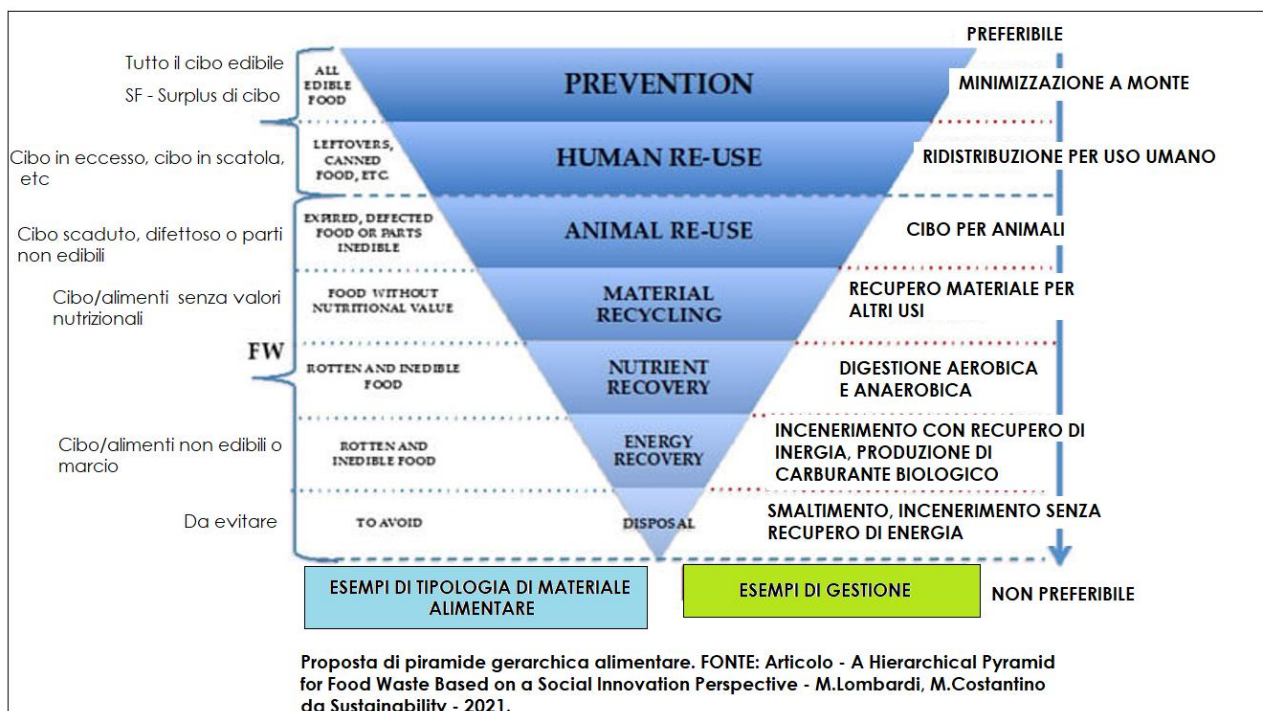 PREFERIBILE
Tutto il cibo edibile
SF - Surplus di cibo
ALL
EDIBLE
FOOD
PREVENTION
MINIMIZZAZIONE A MONTE
Cibo in eccesso, cibo in scatola,
etc
LEFTOVERS,
CANNED
FOOD, ETC.
HUMAN RE-USE
RIDISTRIBUZIONE PER USO UMANO
Cibo scaduto, difettoso o parti
non edibili
EXPIRED, DEFECTED
FOOD OR PARTS
INEDIBLE
ANIMAL RE-USE
CIBO PER ANIMALI
Cibo/alimenti senza valori
nutrizionali
FOOD WITHOUT
NUTRITIONAL VALUE
MATERIAL
RECYCLING
RECUPERO MATERIALE PER
ALTRI USI
FW
ROTTEN AND INEDIBLE
FOOD
NUTRIENT
RECOVERY
DIGESTIONE AEROBICA
E ANAEROBICA
Cibo/alimenti non edibili o
marcio
ROTTEN AND
INEDIBLE FOOD
ENERGY
RECOVERY
INCENERIMENTO CON RECUPERO DI
INERGIA, PRODUZIONE DI
CARBURANTE BIOLOGICO
Da evitare
TO AVOID
DISPOSAL
SMALTIMENTO, INCENERIMENTO SENZA
RECUPERO DI ENERGIA
ESEMPI DI TIPOLOGIA DI MATERIALE
ALIMENTARE
ESEMPI DI GESTIONE
NON PREFERIBILE
Proposta di piramide gerarchica alimentare. FONTE: Articolo - A Hierarchical Pyramid
for Food Waste Based on a Social Innovation Perspective - M.Lombardi, M.Costantino
da Sustainability - 2021.